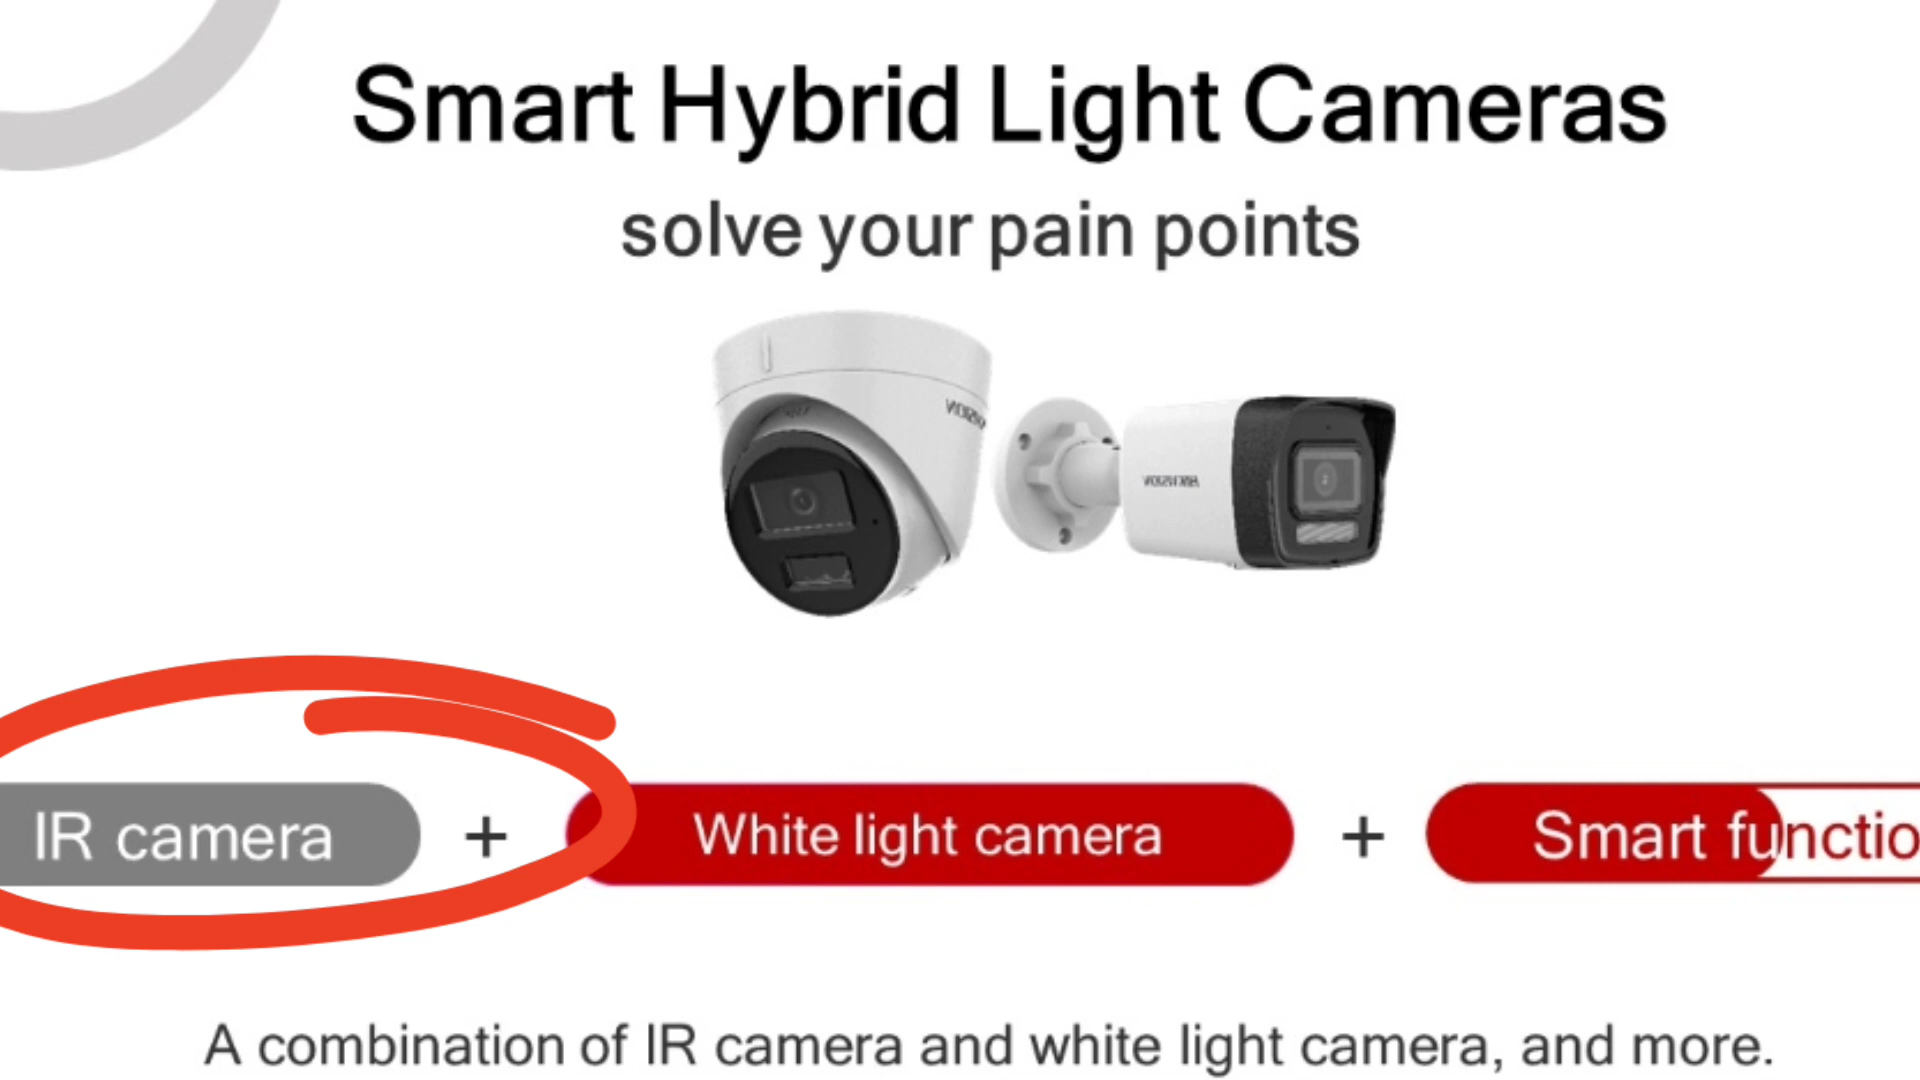 Smart Hybrid Light Cameras
solve your pain points
HIKVISION
IR camera + White light camera + Smart functio
A combination of IR camera and white light camera, and more.